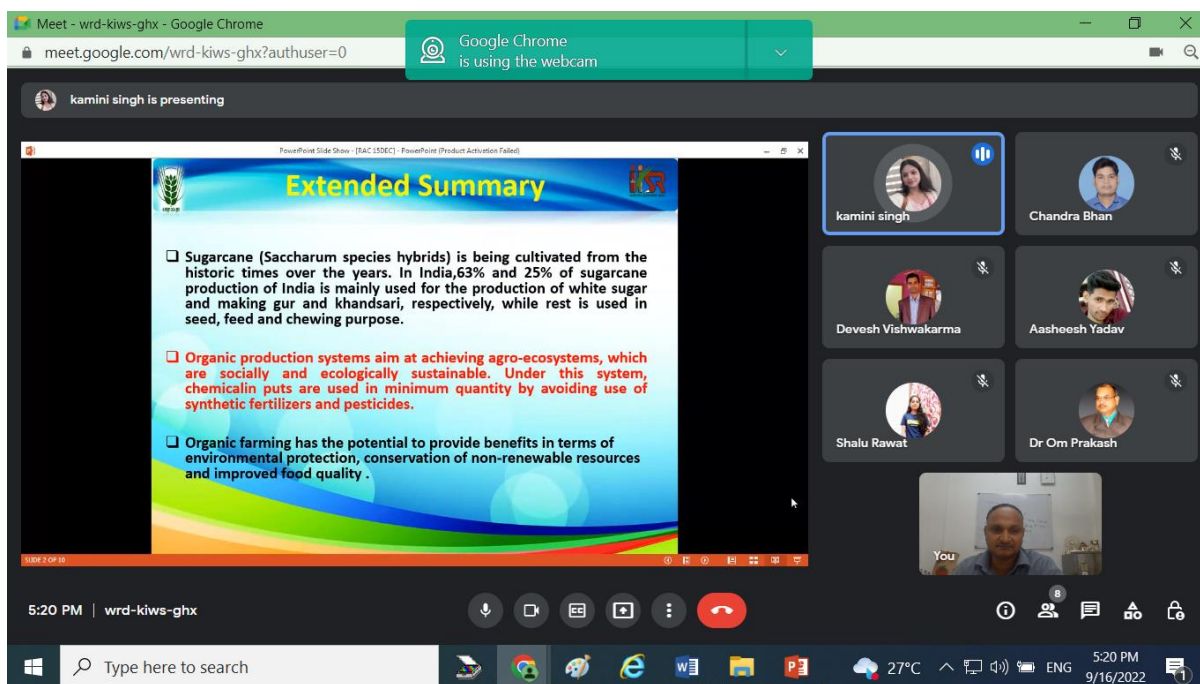 Meet - wrd-kiws-ghx - Google Chrome
meet.google.com/wrd-kiws-ghx?authuser=0
Google Chrome
is using the webcam
kamini singh is presenting
PowerPoint Slide Show - [RAC 15DEC] - PowerPoint (Product Activation Failed)
Extended Summary
Sugarcane (Saccharum species hybrids) is being cultivated from the
historic times over the years. In India,63% and 25% of sugarcane
production of India is mainly used for the production of white sugar
and making gur and khandsari, respectively, while rest is used in
seed, feed and chewing purpose.
Organic production systems aim at achieving agro-ecosystems, which
are socially and ecologically sustainable. Under this system,
chemicalin puts are used in minimum quantity by avoiding use of
synthetic fertilizers and pesticides.
Organic farming has the potential to provide benefits in terms of
environmental protection, conservation of non-renewable resources
and improved food quality .
SLIDE 2 OF 10
kamini singh
Chandra Bhan
Devesh Vishwakarma
Aasheesh Yadav
Shalu Rawat
Dr Om Prakash
You
5:20 PM | wrd-kiws-ghx
CC
8
Type here to search
27°C
ENG
5:20 PM
9/16/2022
1